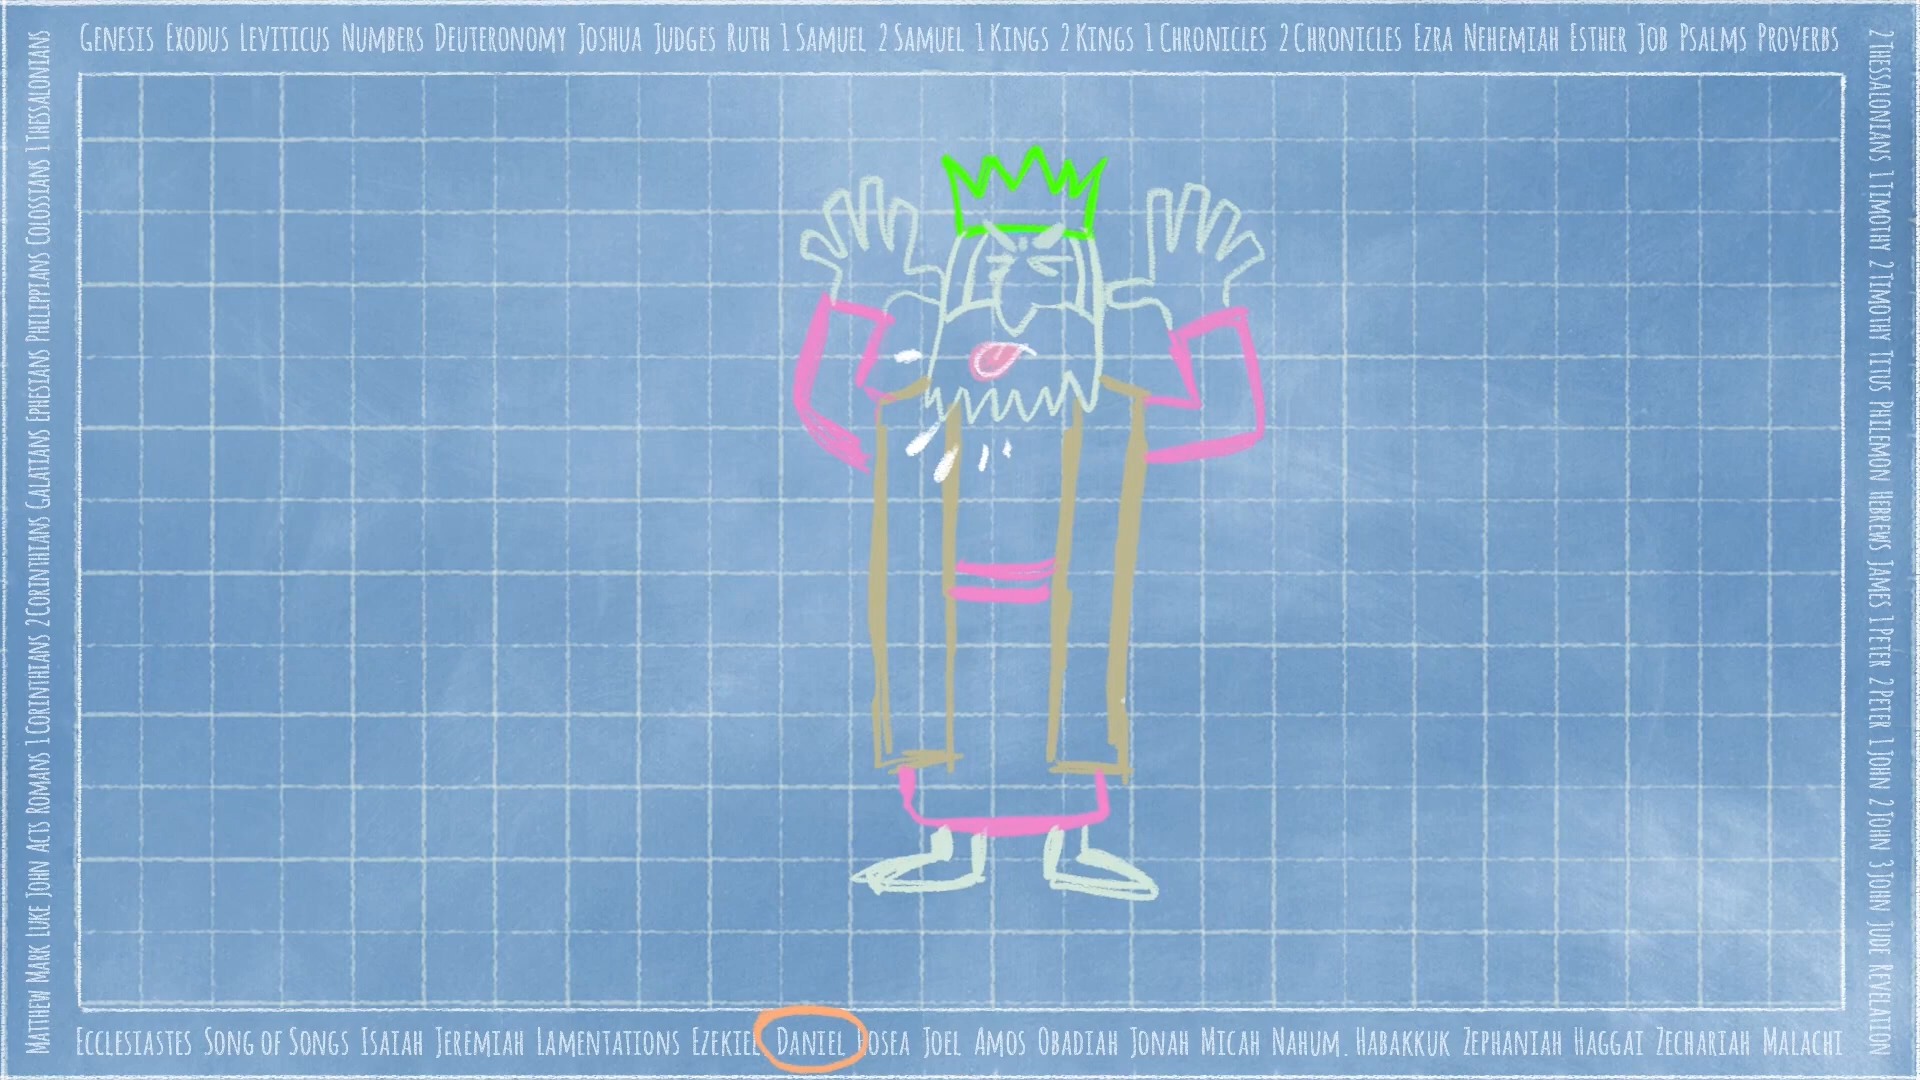 Genesis Exodus Leviticus Numbers Deuteronomy Joshua Judges Ruth 1 Samuel 2 Samuel 1 Kings 2 Kings 1 Chronicles 2 Chronicles Ezra Nehemiah Esther Job Psalms Proverbs
Ecclesiastes Song of Songs Isaiah Jeremiah Lamentations Ezekiel Daniel Hosea Joel Amos Obadiah Jonah Micah Nahum. Habakkuk Zephaniah Haggai Zechariah Malachi
Matthew Mark Luke John Acts Romans 1 Corinthians 2 Corinthians Galatians Ephesians Philippians Colossians 1 Thessalonians
2 Thessalonians 1 Timothy 2 Timothy Titus Philemon Hebrews James 1 Peter 2 Peter 1 John 2 John 3 John Jude Revelation